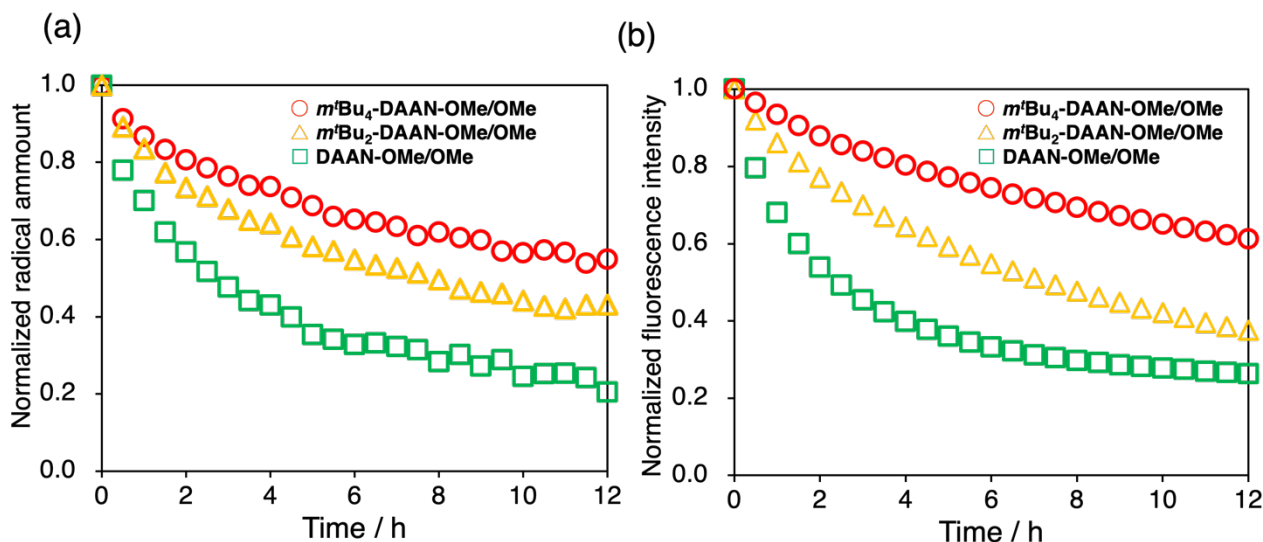 (a)
Normalized radical ammount
1.0
0.8
0.6
0.4
0.2
0.0
0 2 4 6 8 10 12
Time / h
mᵗBu₄-DAAN-OMe/OMe
mᵗBu₂-DAAN-OMe/OMe
DAAN-OMe/OMe
(b)
Normalized fluorescence intensity
1.0
0.8
0.6
0.4
0.2
0.0
0 2 4 6 8 10 12
Time / h
mᵗBu₄-DAAN-OMe/OMe
mᵗBu₂-DAAN-OMe/OMe
DAAN-OMe/OMe